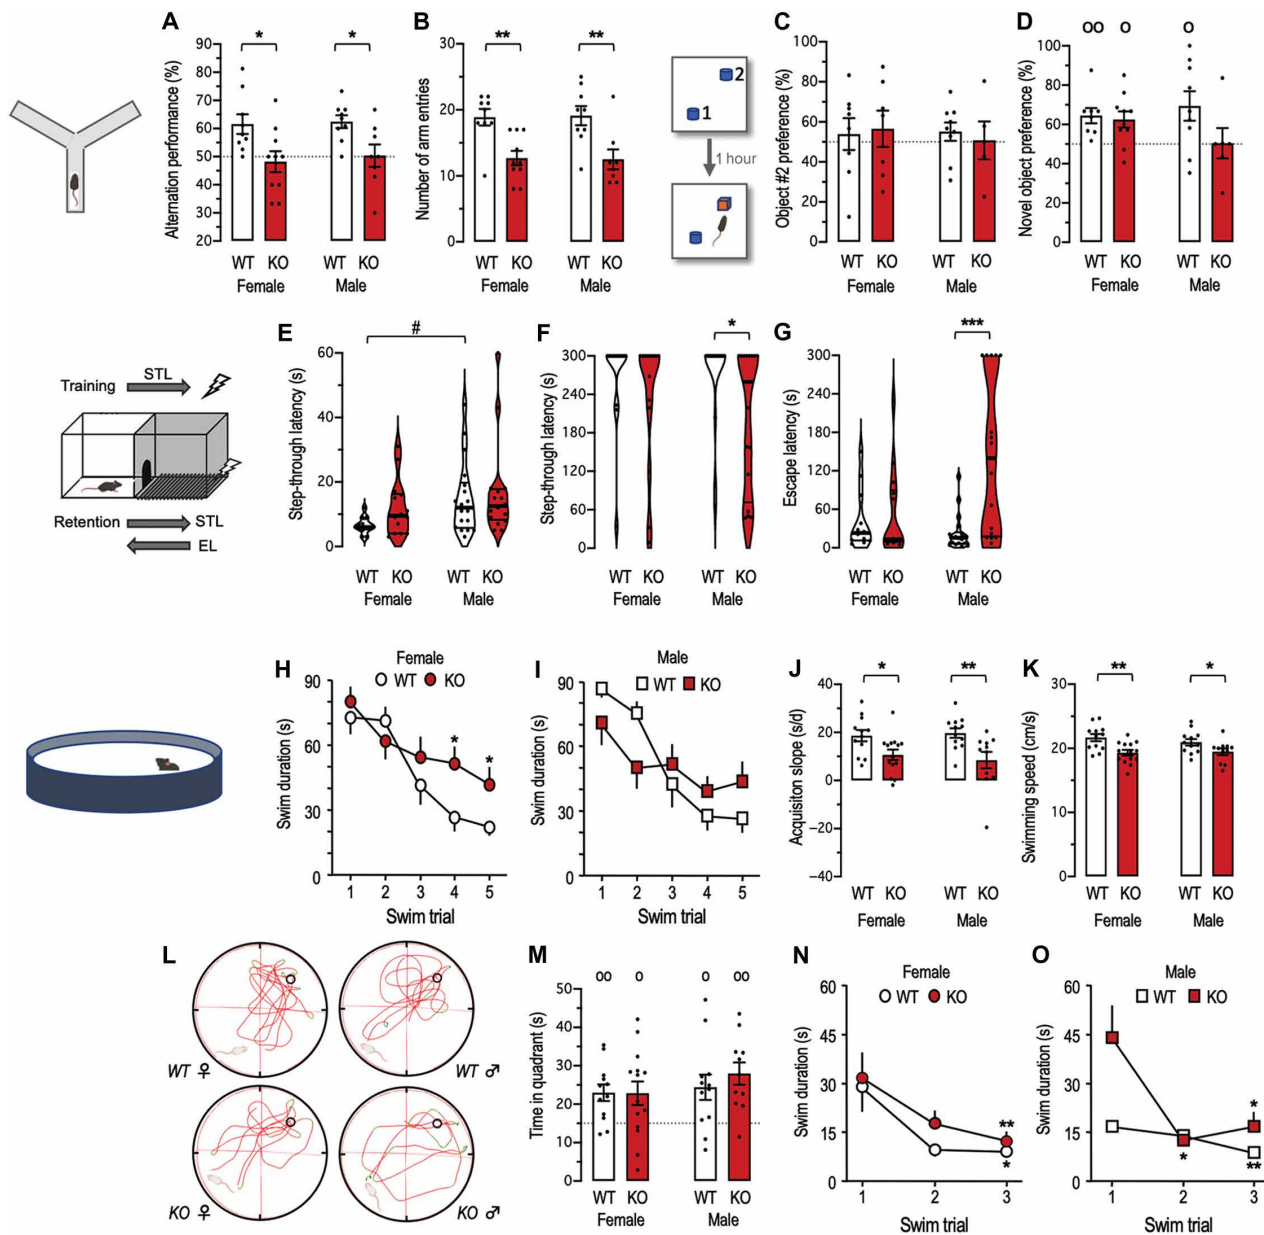 A
Alternation performance (%)
90
80
70
60
50
40
30
20
*
*
WT KO WT KO
Female Male
B
Number of arm entries
30
20
10
0
**
**
WT KO WT KO
Female Male
2
1
1 hour
C
Object #2 preference (%)
100
80
60
40
20
0
WT KO WT KO
Female Male
D
Novel object preference (%)
100
80
60
40
20
0
oo o o
WT KO WT KO
Female Male
Training STL
Retention STL
EL
E
Step-through latency (s)
60
40
20
0
#
WT KO WT KO
Female Male
F
Step-through latency (s)
300
240
180
120
60
0
*
WT KO WT KO
Female Male
G
Escape latency (s)
300
240
180
120
60
0
***
WT KO WT KO
Female Male
H
Female
WT KO
Swim duration (s)
90
60
30
0
*
*
1 2 3 4 5
Swim trial
I
Male
WT KO
Swim duration (s)
90
60
30
0
1 2 3 4 5
Swim trial
J
Acquisiton slope (s/d)
40
20
0
−20
−40
*
**
WT KO WT KO
Female Male
K
Swimming speed (cm/s)
30
20
10
0
**
*
WT KO WT KO
Female Male
L
WT ♀
WT ♂
KO ♀
KO ♂
M
Time in quadrant (s)
50
40
30
20
10
0
oo o o oo
WT KO WT KO
Female Male
N
Female
WT KO
Swim duration (s)
60
45
30
15
0
**
*
1 2 3
Swim trial
O
Male
WT KO
Swim duration (s)
60
45
30
15
0
*
*
**
1 2 3
Swim trial